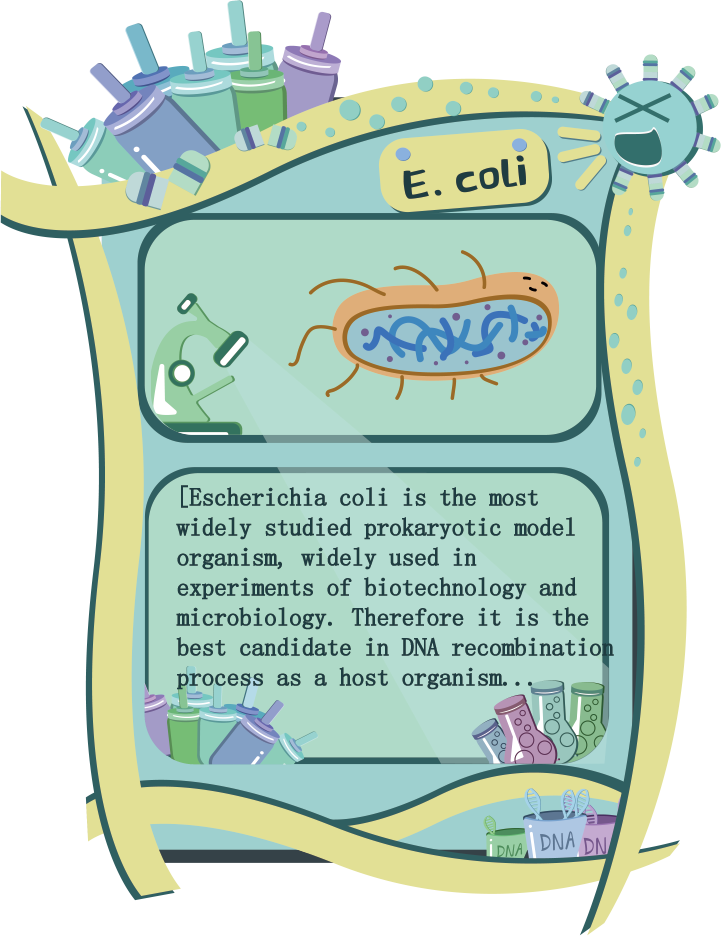 E. coli
[Escherichia coli is the most
widely studied prokaryotic model
organism, widely used in
experiments of biotechnology and
microbiology. Therefore it is the
best candidate in DNA recombination
process as a host organism...
DNA
DNA
DN